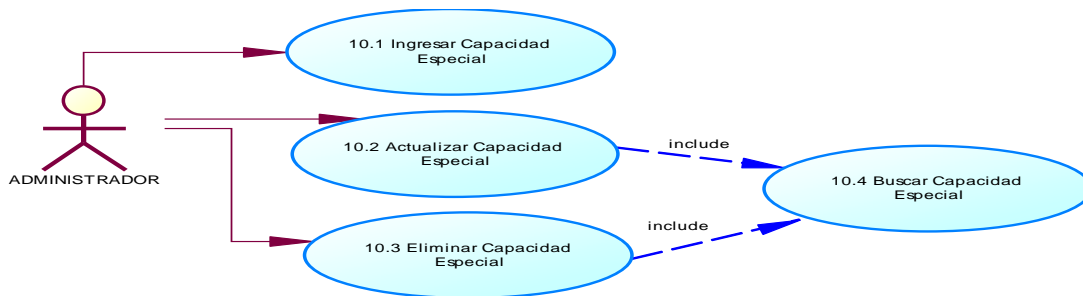 10.1 Ingresar Capacidad
Especial
ADMINISTRADOR
10.2 Actualizar Capacidad
Especial
include
10.3 Eliminar Capacidad
Especial
include
10.4 Buscar Capacidad
Especial